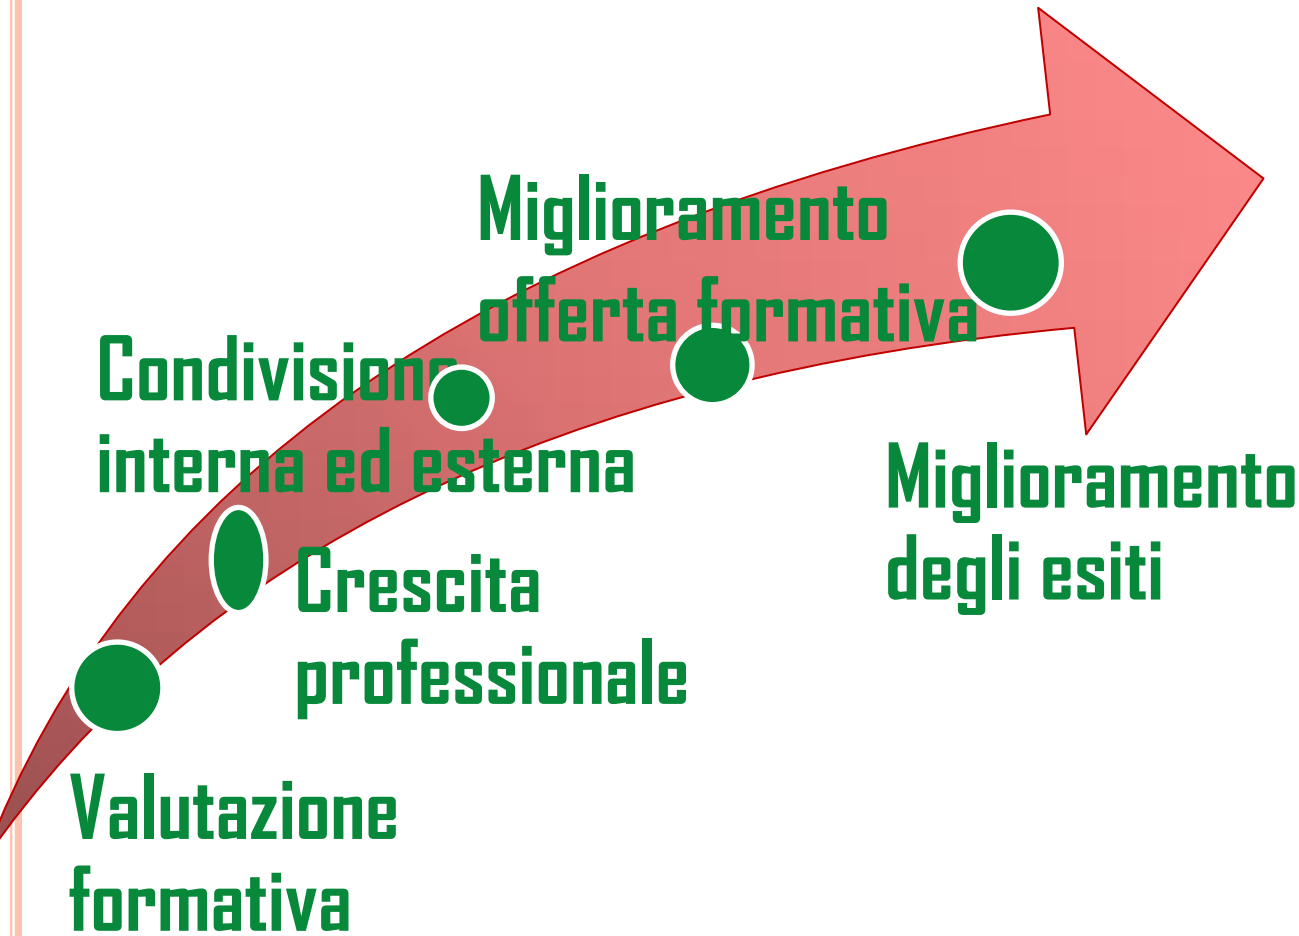 Miglioramento
offerta formativa
Condivisione
interna ed esterna
Miglioramento
degli esiti
Crescita
professionale
Valutazione
formativa